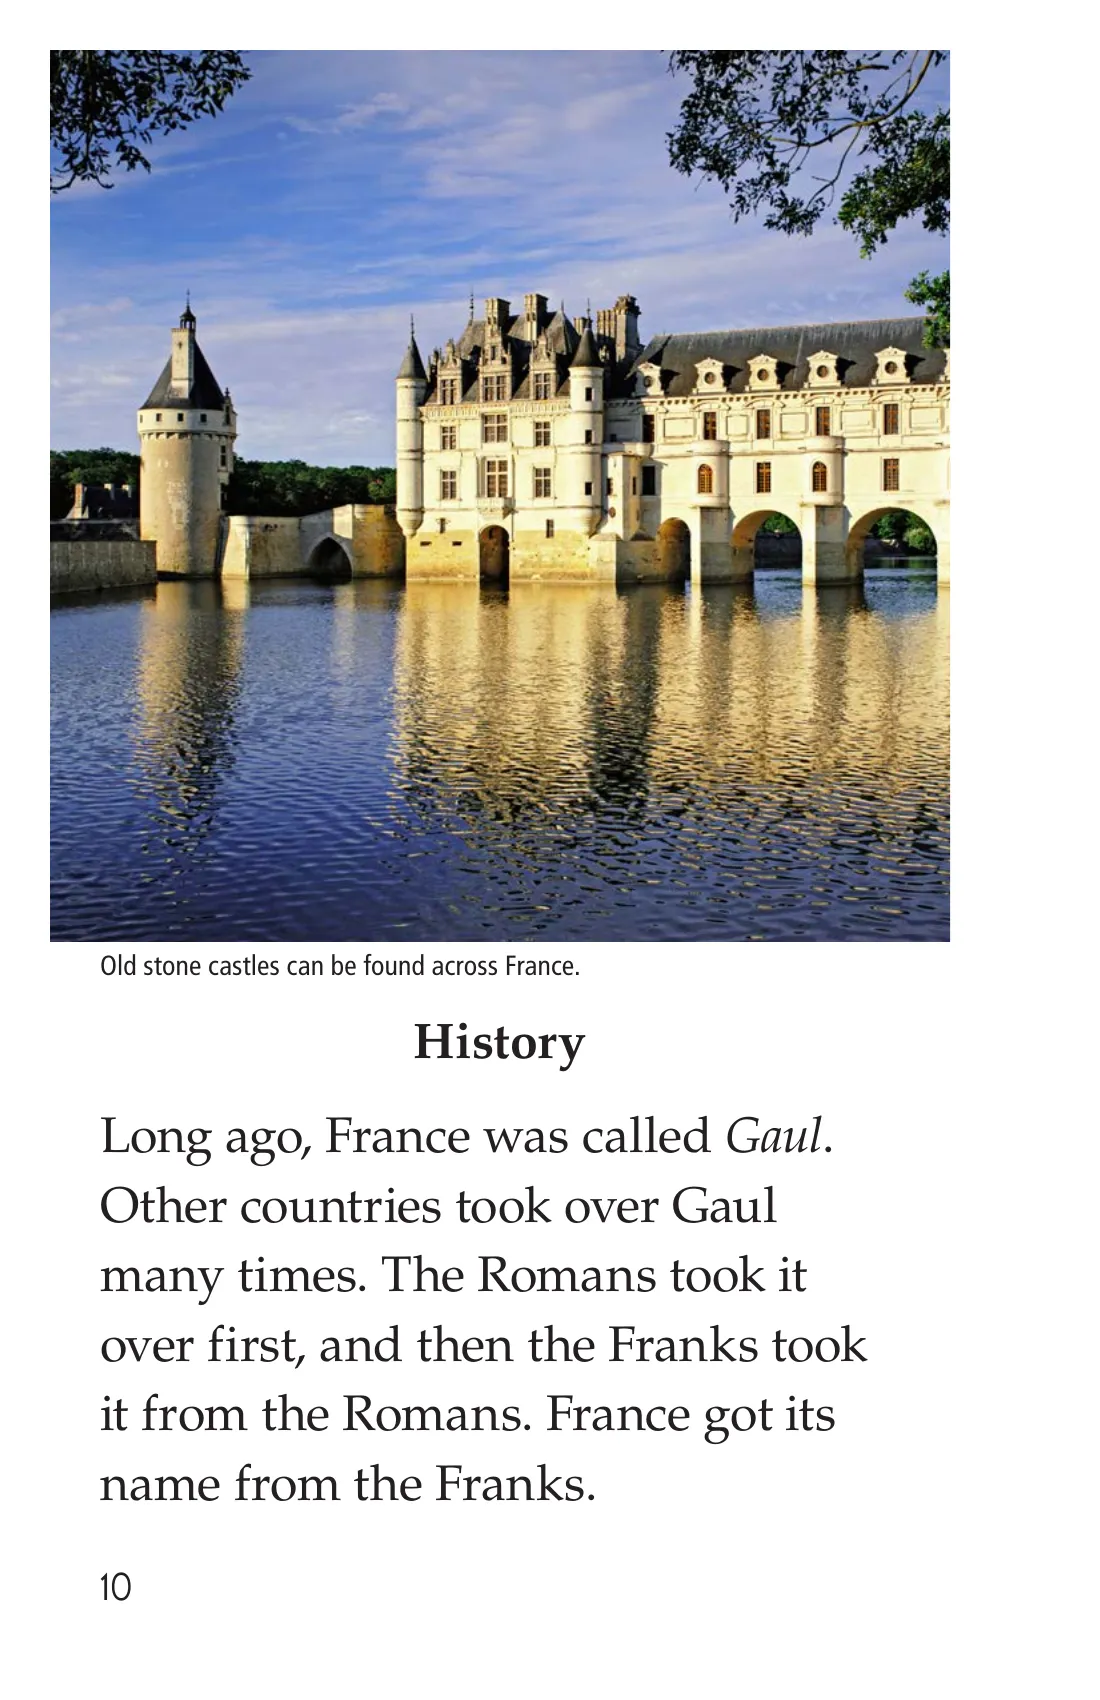 Old stone castles can be found across France.
History
Long ago, France was called Gaul.
Other countries took over Gaul
many times. The Romans took it
over first, and then the Franks took
it from the Romans. France got its
name from the Franks.
10